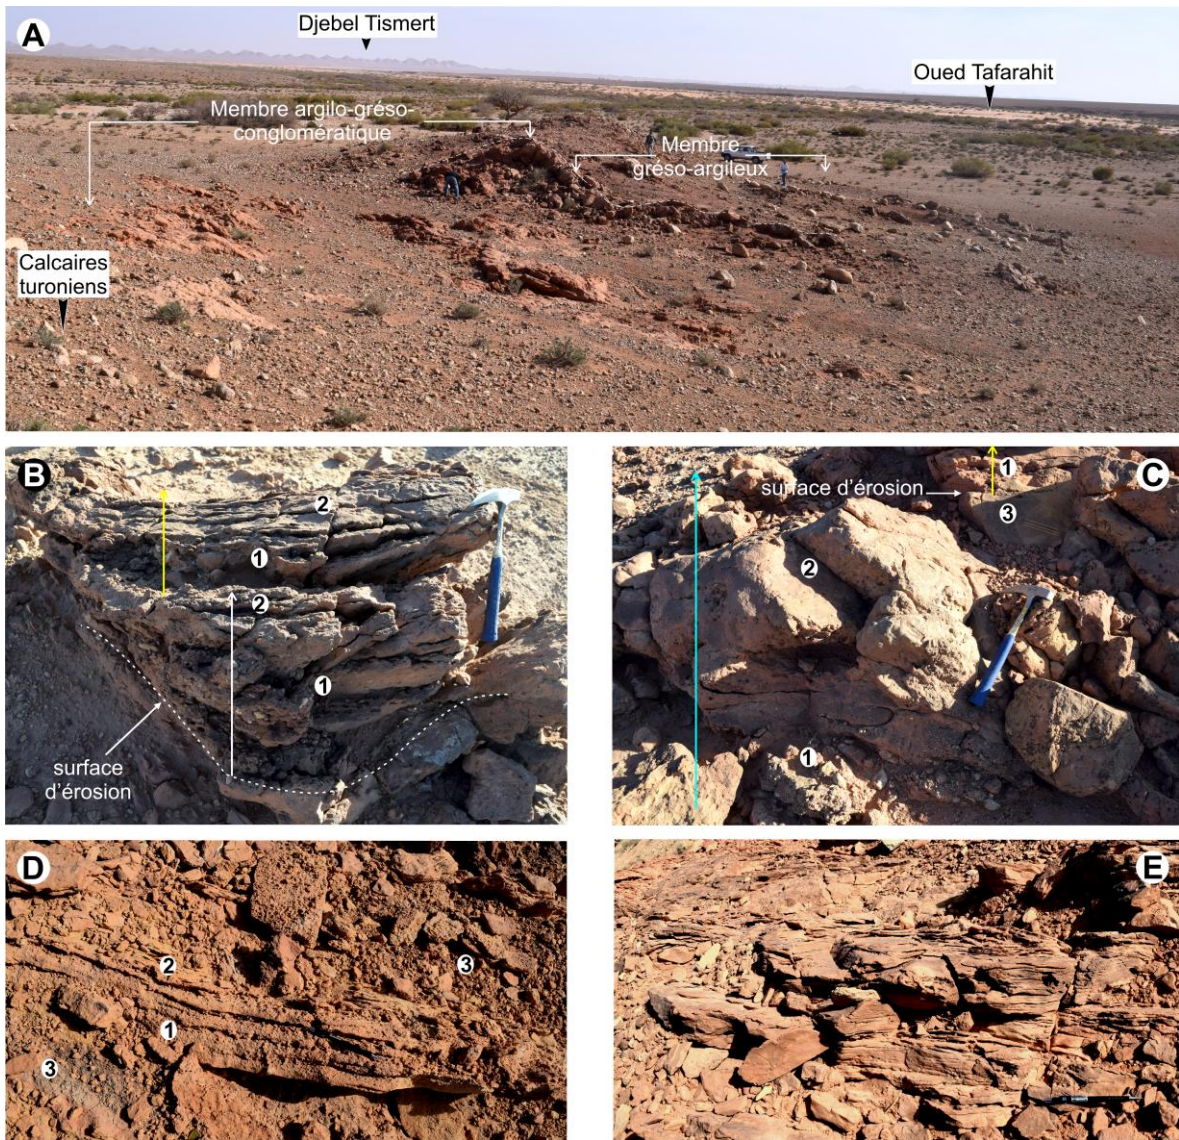 A
Djebel Tismert
Oued Tafarahit
Membre argilo-gréso-
conglomératique
Membre
gréso-argileux
Calcaires
turoniens
B
2
1
2
1
surface
d'érosion
C
1
surface d'érosion
3
2
1
D
2
3
1
3
E